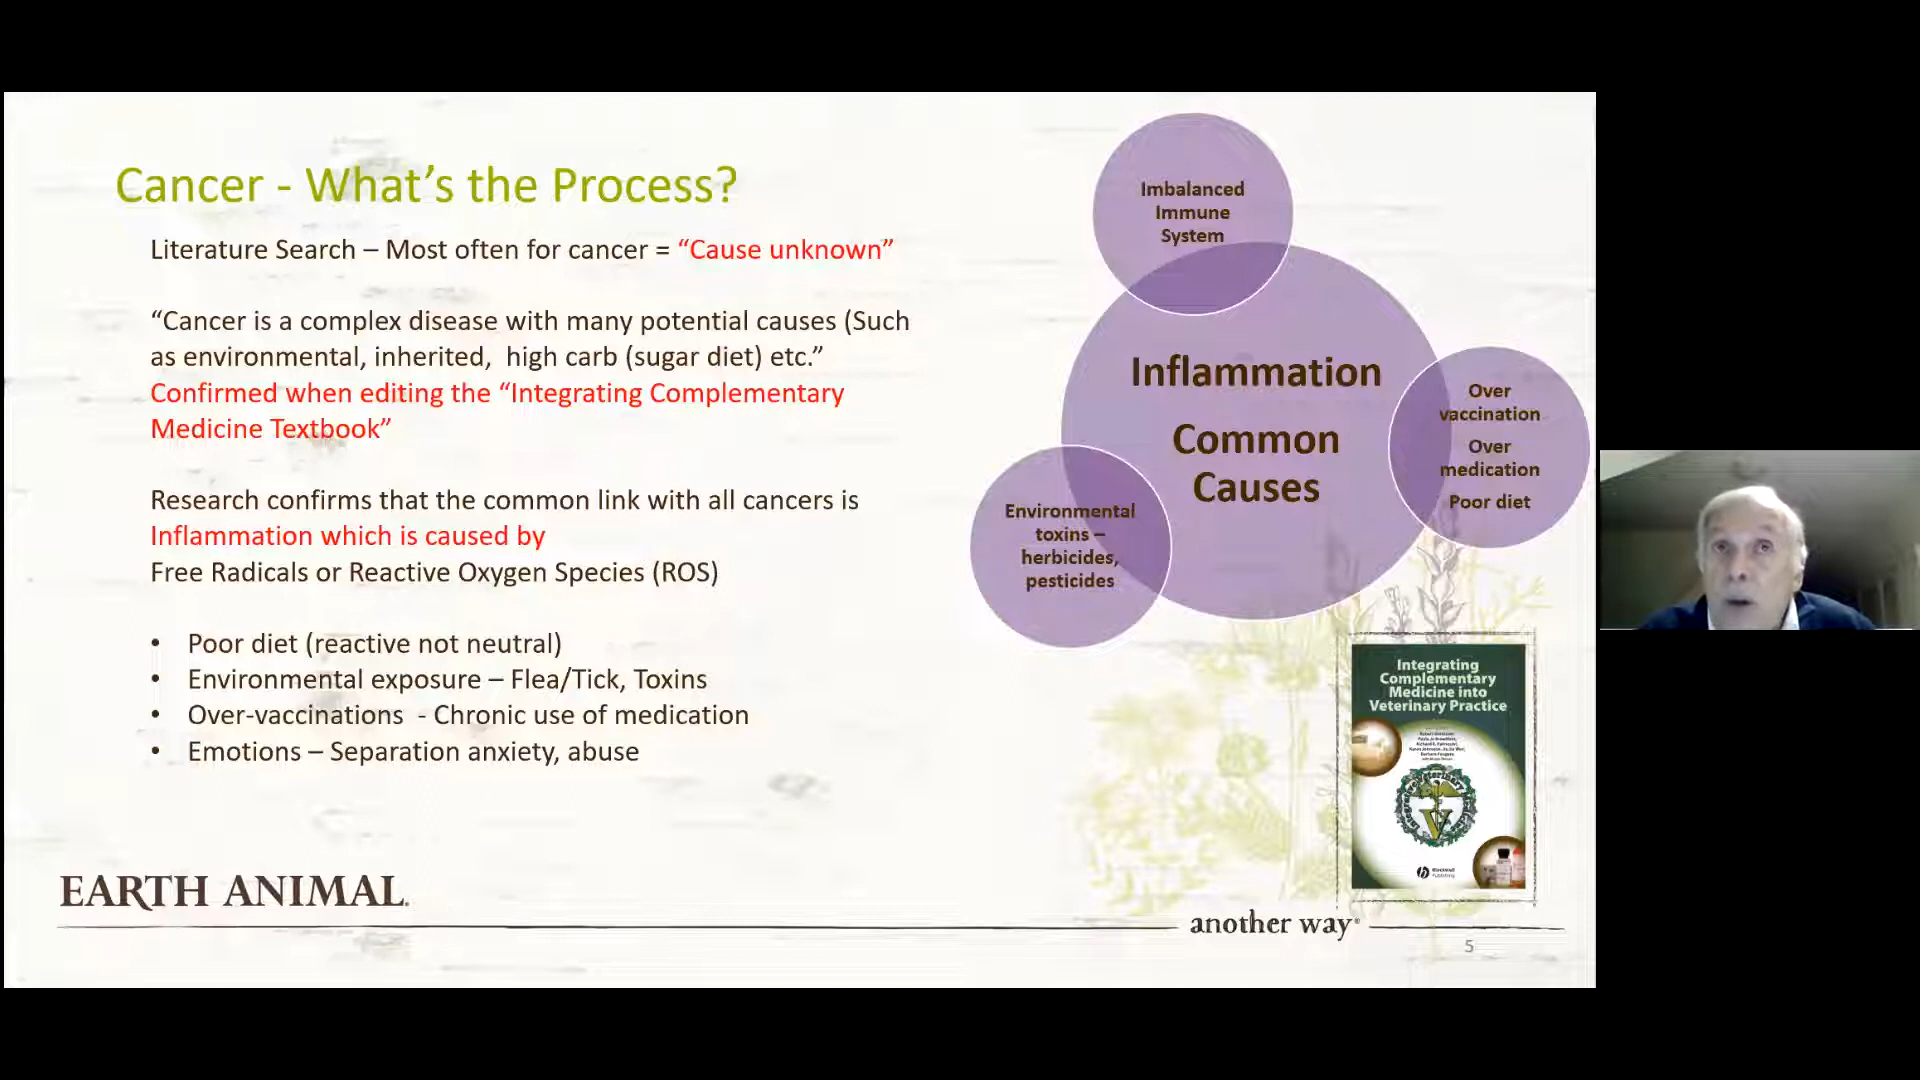 Cancer - What’s the Process?
Literature Search – Most often for cancer = “Cause unknown”
“Cancer is a complex disease with many potential causes (Such
as environmental, inherited,  high carb (sugar diet) etc.”
Confirmed when editing the “Integrating Complementary
Medicine Textbook”
Research confirms that the common link with all cancers is
Inflammation which is caused by
Free Radicals or Reactive Oxygen Species (ROS)
• Poor diet (reactive not neutral)
• Environmental exposure – Flea/Tick, Toxins
• Over-vaccinations  - Chronic use of medication
• Emotions – Separation anxiety, abuse
Imbalanced
Immune
System
Inflammation
Common
Causes
Over
vaccination
Over
medication
Poor diet
Environmental
toxins –
herbicides,
pesticides
Integrating
Complementary
Medicine into
Veterinary Practice
EARTH ANIMAL.
another way®
5